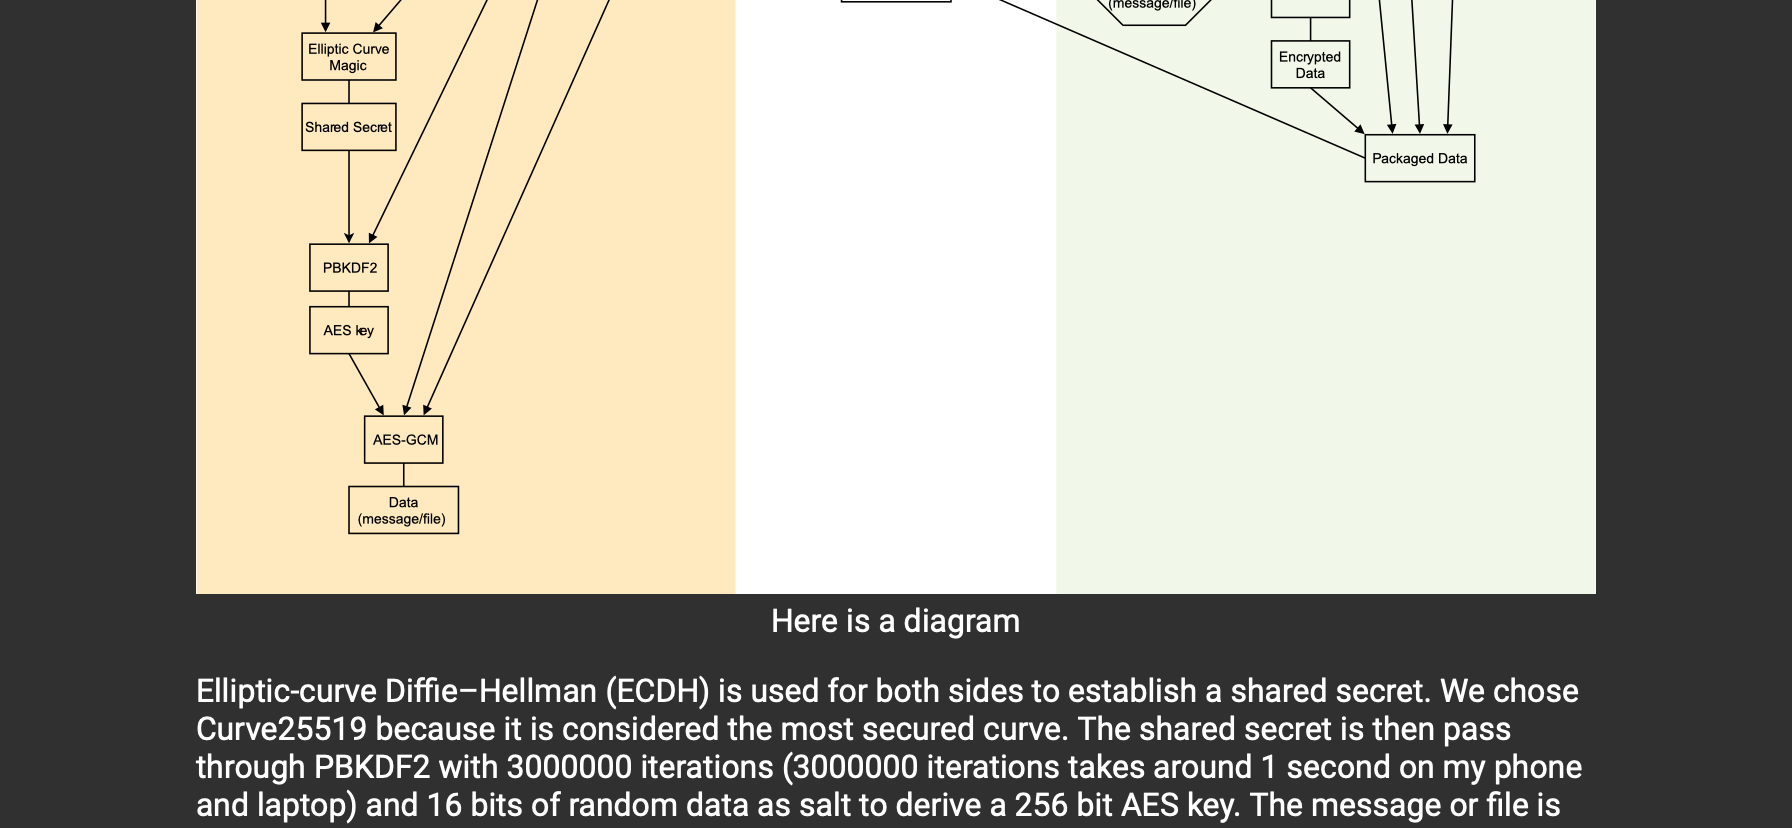 (message/file)
Elliptic Curve
Magic
Shared Secret
PBKDF2
AES key
AES-GCM
Data
(message/file)
Encrypted
Data
Packaged Data
Here is a diagram
Elliptic-curve Diffie–Hellman (ECDH) is used for both sides to establish a shared secret. We chose
Curve25519 because it is considered the most secured curve. The shared secret is then pass
through PBKDF2 with 3000000 iterations (3000000 iterations takes around 1 second on my phone
and laptop) and 16 bits of random data as salt to derive a 256 bit AES key. The message or file is